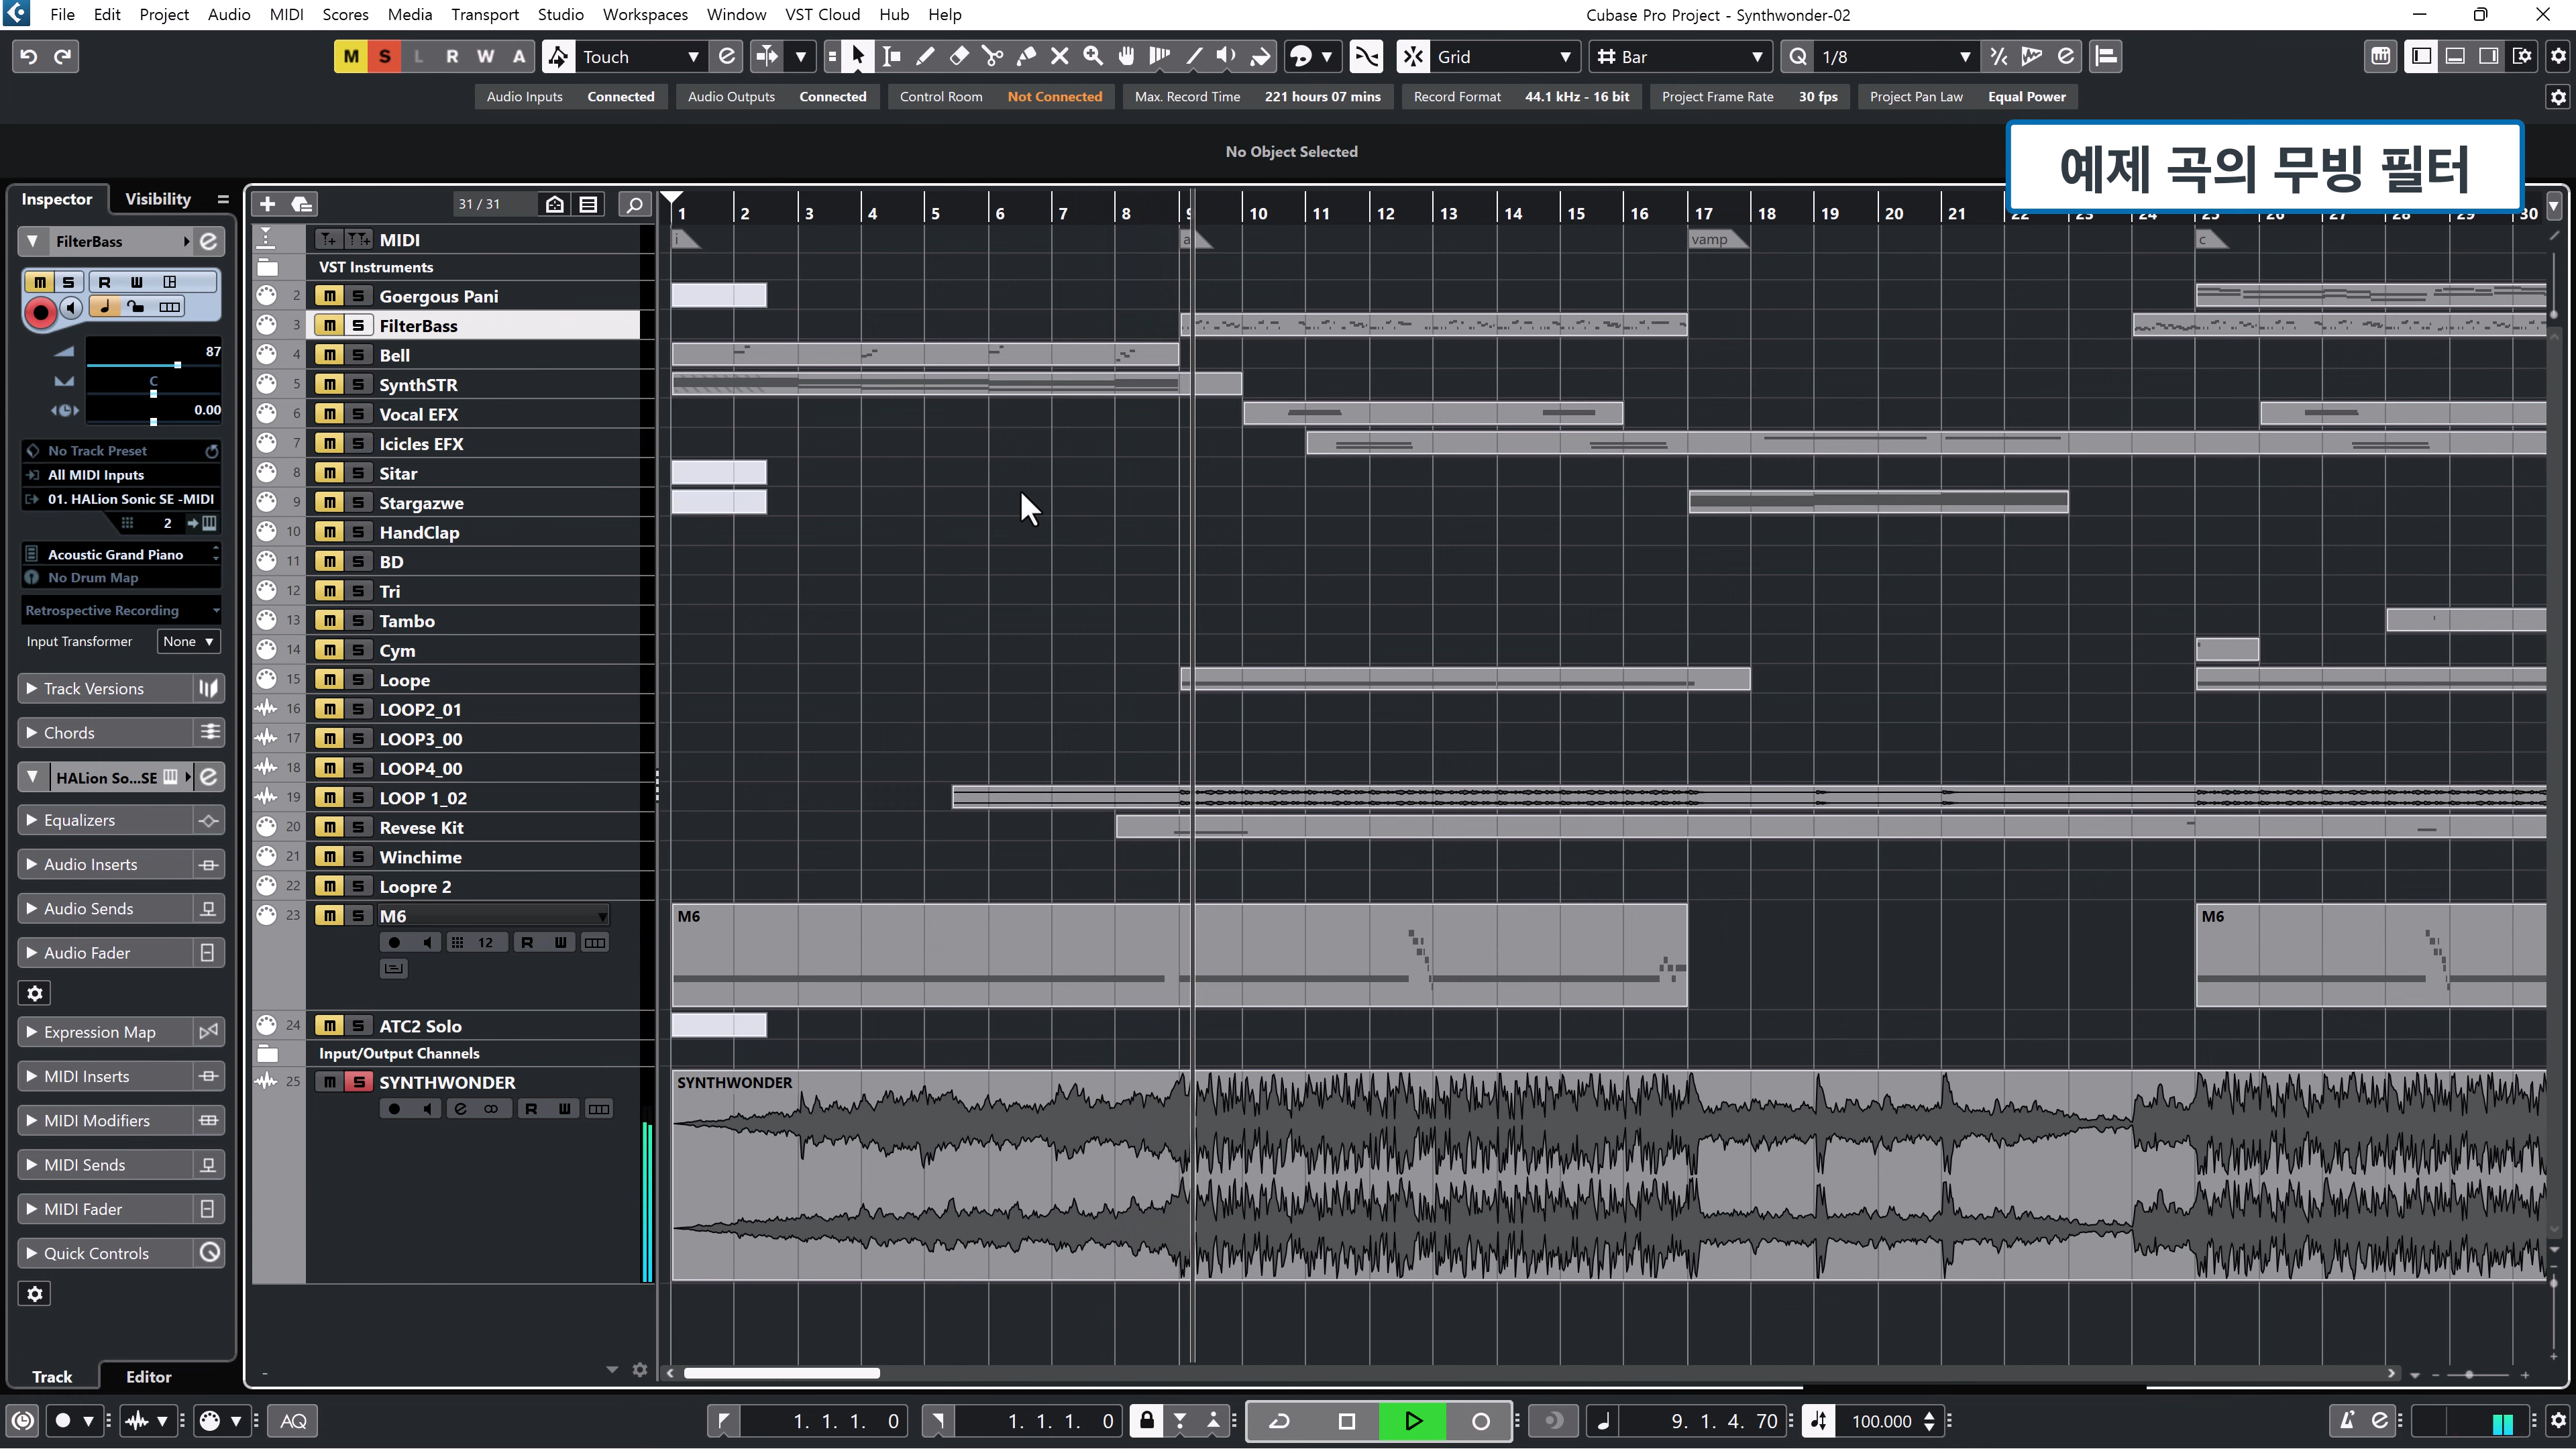 File Edit Project Audio MIDI Scores Media Transport Studio Workspaces Window VST Cloud Hub Help
Cubase Pro Project - Synthwonder-02
M S L R W A Touch Grid Bar Q 1/8
Audio Inputs Connected Audio Outputs Connected Control Room Not Connected Max. Record Time 221 hours 07 mins Record Format 44.1 kHz - 16 bit Project Frame Rate 30 fps Project Pan Law Equal Power
No Object Selected
예제 곡의 무빙 필터
Inspector Visibility
31 / 31
1 2 3 4 5 6 7 8 9 10 11 12 13 14 15 16 17 18 19 20 21 22 23 24 25 26 27 28 29 30
i a vamp c
FilterBass
M S R W
87
C
0.00
No Track Preset
All MIDI Inputs
01. HALion Sonic SE -MIDI
2
Acoustic Grand Piano
No Drum Map
Retrospective Recording
Input Transformer None
Track Versions
Chords
HALion So...SE
Equalizers
Audio Inserts
Audio Sends
Audio Fader
Expression Map
MIDI Inserts
MIDI Modifiers
MIDI Sends
MIDI Fader
Quick Controls
Track Editor
MIDI
VST Instruments
2 m S Goergous Pani
3 m S FilterBass
4 m S Bell
5 m S SynthSTR
6 m S Vocal EFX
7 m S Icicles EFX
8 m S Sitar
9 m S Stargazwe
10 m S HandClap
11 m S BD
12 m S Tri
13 m S Tambo
14 m S Cym
15 m S Loope
16 m S LOOP2_01
17 m S LOOP3_00
18 m S LOOP4_00
19 m S LOOP 1_02
20 m S Revese Kit
21 m S Winchime
22 m S Loopre 2
23 m S M6
12 R W
M6 M6
24 m S ATC2 Solo
Input/Output Channels
25 m S SYNTHWONDER
R W
SYNTHWONDER
AQ
1. 1. 1. 0
1. 1. 1. 0
9. 1. 4. 70
100.000